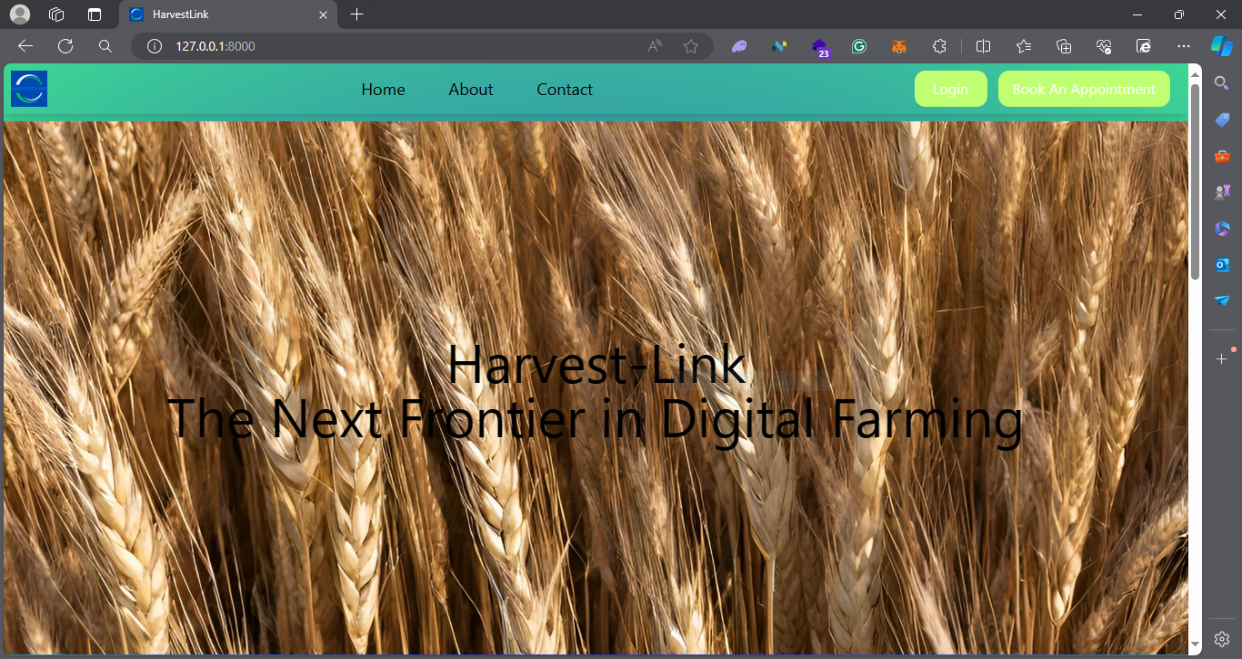 HarvestLink
127.0.0.1:8000
23
Home
About
Contact
Login
Book An Appointment
Harvest-Link
The Next Frontier in Digital Farming